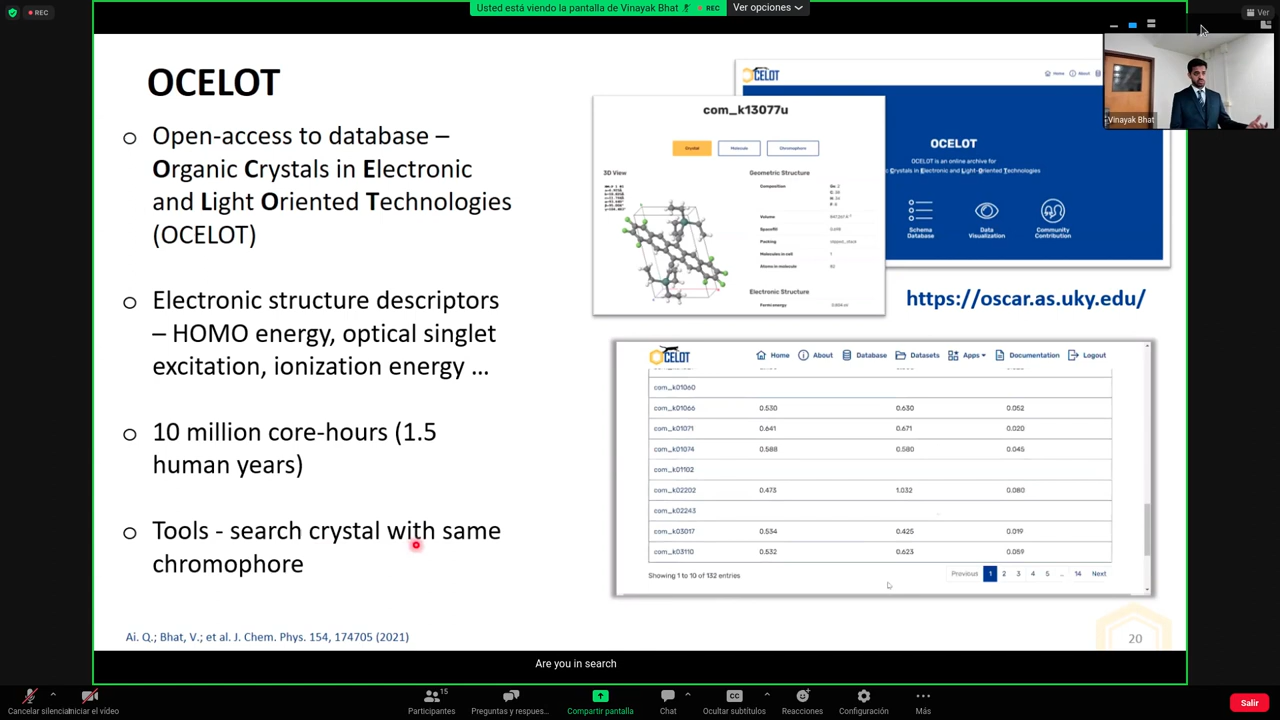 REC
Usted está viendo la pantalla de Vinayak Bhat
REC
Ver opciones
Ver
Vinayak Bhat
OCELOT
Open-access to database –
Organic Crystals in Electronic
and Light Oriented Technologies
(OCELOT)
Electronic structure descriptors
– HOMO energy, optical singlet
excitation, ionization energy ...
10 million core-hours (1.5
human years)
Tools - search crystal with same
chromophore
Ai. Q.; Bhat, V.; et al. J. Chem. Phys. 154, 174705 (2021)
OCELOT
Home About
OCELOT
OCELOT is an online archive for
Crystals in Electronic and Light-Oriented Technologies
Schema Database
Data Visualization
Community Contribution
com_k13077u
Crystal Molecule Chromophore
3D View
Geometric Structure
Composition
Volume
Spacefill
Packing slipped_stack
Molecules in cell 1
Atoms in molecule
Electronic Structure
Fermi energy
https://oscar.as.uky.edu/
OCELOT Home About Database Datasets Apps Documentation Logout
com_k01060
com_k01066 0.530 0.630 0.052
com_k01071 0.641 0.671 0.020
com_k01074 0.588 0.580 0.045
com_k01102
com_k02202 0.473 1.032 0.080
com_k02243
com_k03017 0.534 0.425 0.019
com_k03110 0.532 0.623 0.059
Showing 1 to 10 of 132 entries
Previous 1 2 3 4 5 ... 14 Next
20
Are you in search
Cancelar silenciar
Iniciar el vídeo
Participantes 15
Preguntas y respues...
Compartir pantalla
Chat
Ocultar subtítulos
Reacciones
Configuración
Más
Salir